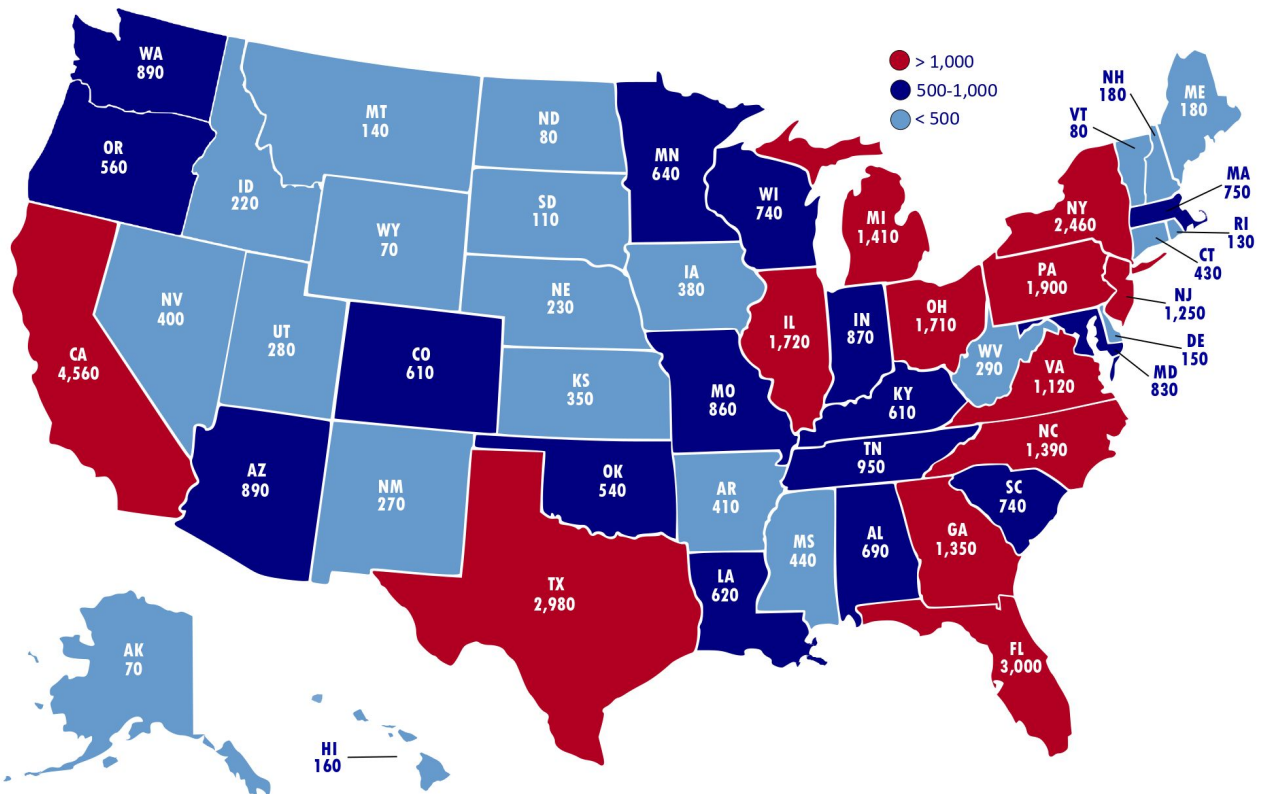 WA
890
OR
560
CA
4,560
ID
220
NV
400
MT
140
WY
70
UT
280
AZ
890
CO
610
NM
270
ND
80
SD
110
NE
230
KS
350
OK
540
TX
2,980
MN
640
IA
380
MO
860
AR
410
LA
620
WI
740
IL
1,720
MI
1,410
IN
870
OH
1,710
KY
610
TN
950
MS
440
AL
690
GA
1,350
FL
3,000
SC
740
NC
1,390
VA
1,120
WV
290
PA
1,900
NY
2,460
VT
80
NH
180
ME
180
MA
750
RI
130
CT
430
NJ
1,250
DE
150
MD
830
AK
70
HI
160
> 1,000
500-1,000
< 500